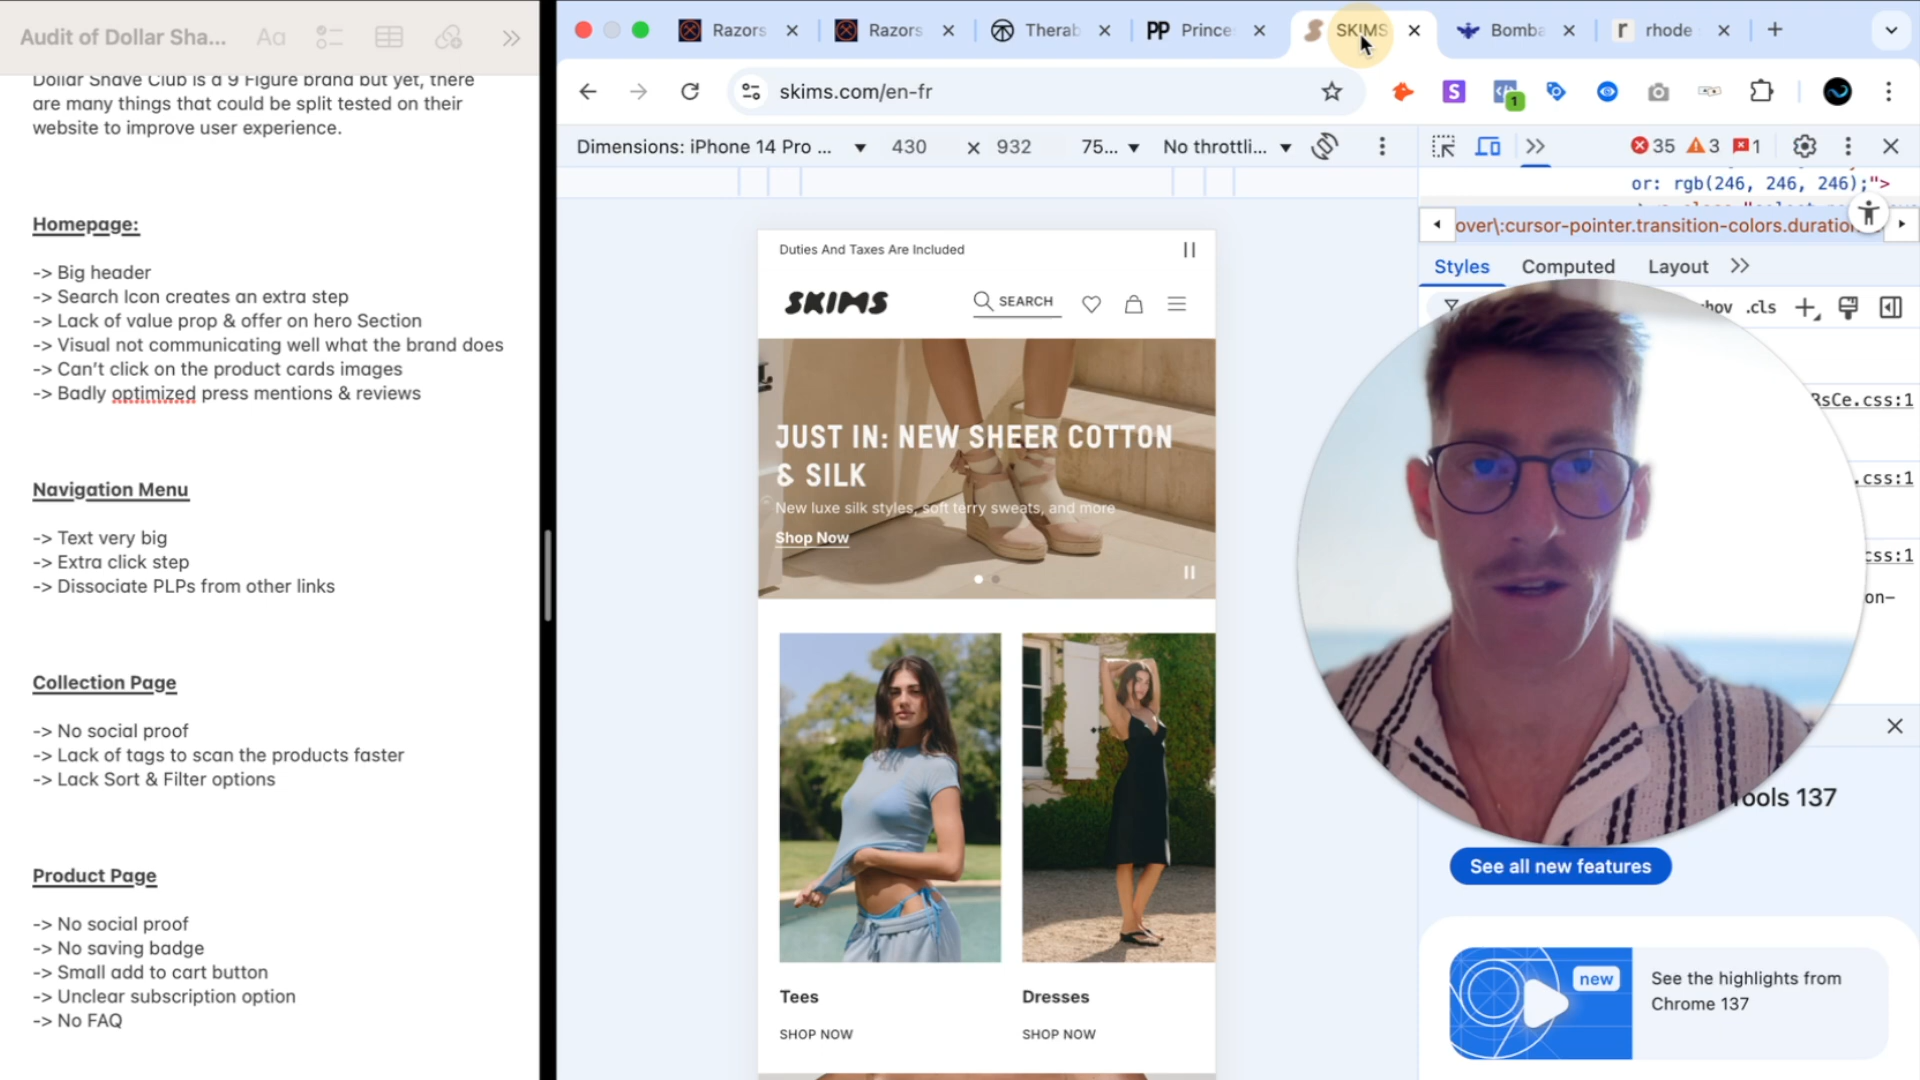 Audit of Dollar Sha...
Aa
Dollar Shave Club is a 9 Figure brand but yet, there
are many things that could be split tested on their
website to improve user experience.
Homepage:
-> Big header
-> Search Icon creates an extra step
-> Lack of value prop & offer on hero Section
-> Visual not communicating well what the brand does
-> Can't click on the product cards images
-> Badly optimized press mentions & reviews
Navigation Menu
-> Text very big
-> Extra click step
-> Dissociate PLPs from other links
Collection Page
-> No social proof
-> Lack of tags to scan the products faster
-> Lack Sort & Filter options
Product Page
-> No social proof
-> No saving badge
-> Small add to cart button
-> Unclear subscription option
-> No FAQ
Razors
Razors
Therab
PP Prince
SKIMS
Bomba
r rhode
skims.com/en-fr
S
1
Dimensions: iPhone 14 Pro ...
430 × 932
75...
No throttli...
35
3
1
or: rgb(246, 246, 246);">
over\:cursor-pointer.transition-colors.duratio
Styles
Computed
Layout
hov .cls
RsCe.css:1
.css:1
css:1
on-
ools 137
See all new features
new
See the highlights from
Chrome 137
Duties And Taxes Are Included
SKIMS
SEARCH
JUST IN: NEW SHEER COTTON
& SILK
New luxe silk styles, soft terry sweats, and more
Shop Now
Tees
SHOP NOW
Dresses
SHOP NOW